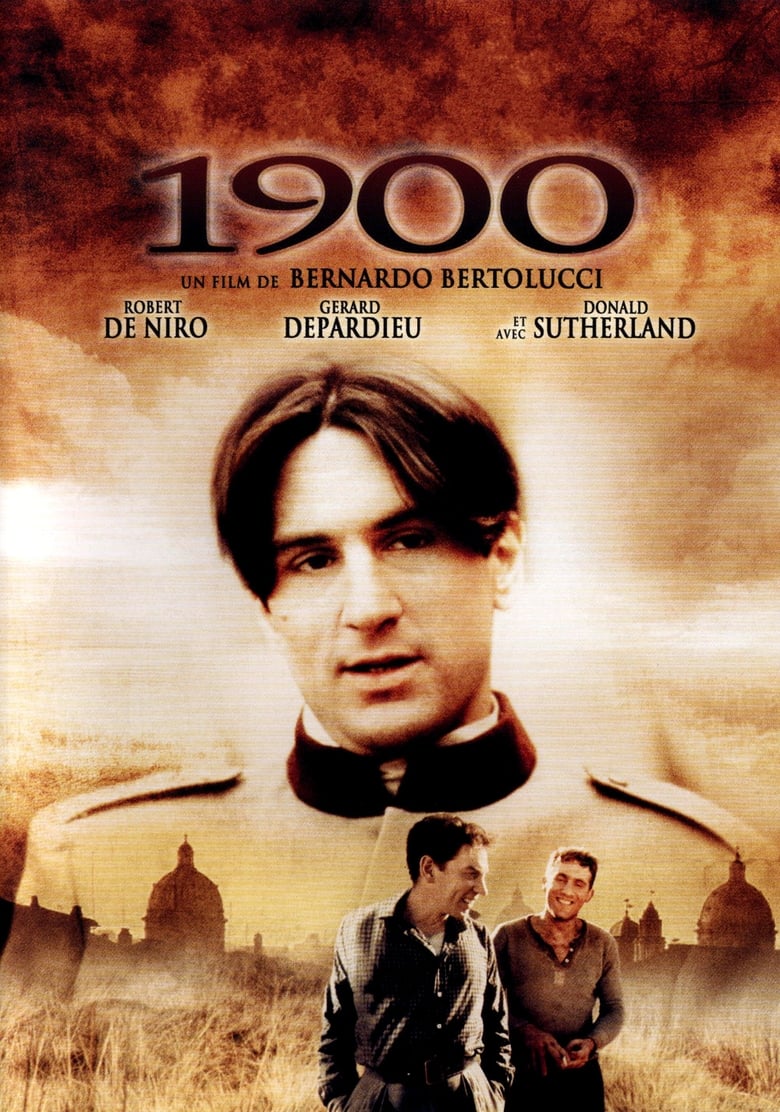 1900
UN FILM DE BERNARDO BERTOLUCCI
ROBERT DE NIRO
GERARD DEPARDIEU
ET AVEC DONALD SUTHERLAND